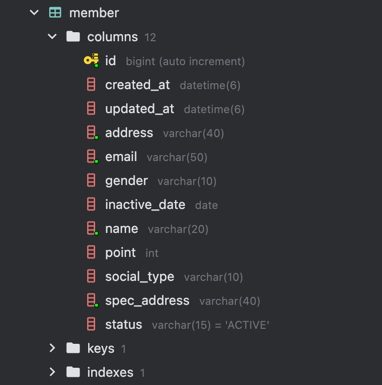 member
columns 12
id bigint (auto increment)
created_at datetime(6)
updated_at datetime(6)
address varchar(40)
email varchar(50)
gender varchar(10)
inactive_date date
name varchar(20)
point int
social_type varchar(10)
spec_address varchar(40)
status varchar(15) = 'ACTIVE'
keys 1
indexes 1